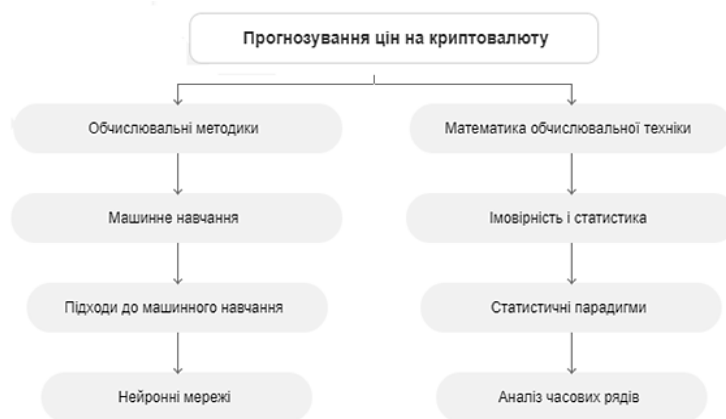 Прогнозування цін на криптовалюту
Обчислювальні методики
Математика обчислювальної техніки
Машинне навчання
Імовірність і статистика
Підходи до машинного навчання
Статистичні парадигми
Нейронні мережі
Аналіз часових рядів